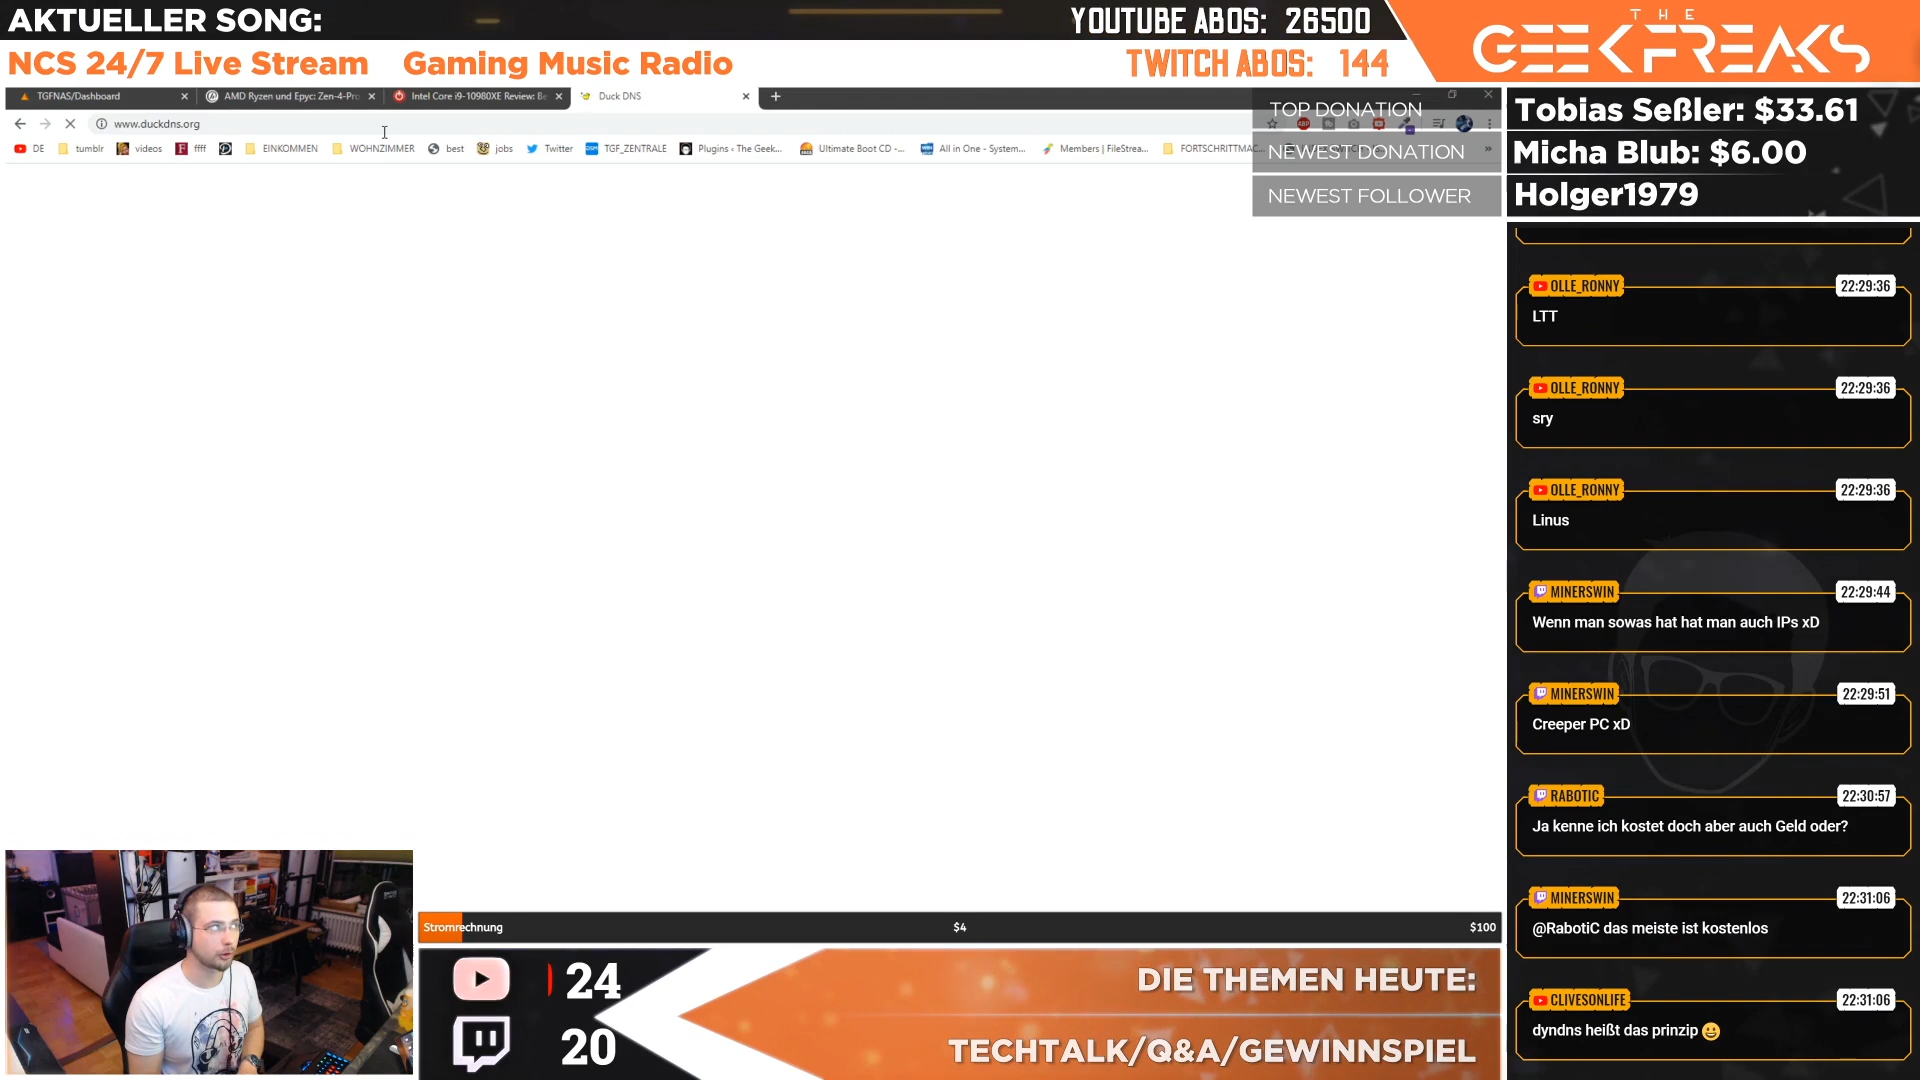 AKTUELLER SONG:
NCS 24/7 Live Stream Gaming Music Radio
YOUTUBE ABOS: 26500
TWITCH ABOS: 144
THE
GEEKFREAKS
TGFNAS/Dashboard
AMD Ryzen und Epyc: Zen-4-Pro
Intel Core i9-10980XE Review: Be
Duck DNS
www.duckdns.org
DE
tumblr
videos
ffff
EINKOMMEN
WOHNZIMMER
best
jobs
Twitter
TGF_ZENTRALE
Plugins ‹ The Geek...
Ultimate Boot CD -...
All in One - System...
Members | FileStrea...
FORTSCHRITTMAC...
TOP DONATION
NEWEST DONATION
NEWEST FOLLOWER
Tobias Seßler: $33.61
Micha Blub: $6.00
Holger1979
OLLE_RONNY 22:29:36
LTT
OLLE_RONNY 22:29:36
sry
OLLE_RONNY 22:29:36
Linus
MINERSWIN 22:29:44
Wenn man sowas hat hat man auch IPs xD
MINERSWIN 22:29:51
Creeper PC xD
RABOTIC 22:30:57
Ja kenne ich kostet doch aber auch Geld oder?
MINERSWIN 22:31:06
@RabotiC das meiste ist kostenlos
CLIVESONLIFE 22:31:06
dyndns heißt das prinzip 😀
Stromrechnung $4 $100
24
20
DIE THEMEN HEUTE:
TECHTALK/Q&A/GEWINNSPIEL